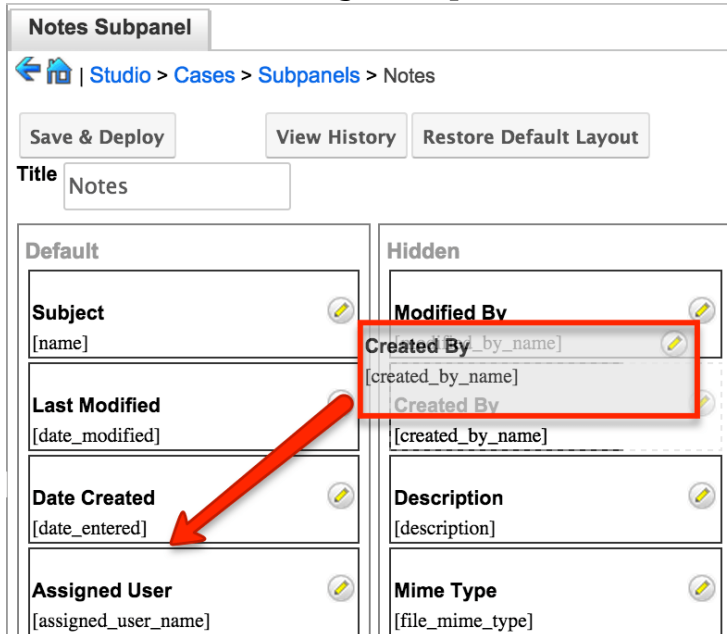 Notes Subpanel
| Studio > Cases > Subpanels > Notes
Save & Deploy View History Restore Default Layout
Title Notes
Default
Subject
[name]
Last Modified
[date_modified]
Date Created
[date_entered]
Assigned User
[assigned_user_name]
Hidden
Modified By
[modified_by_name]
Created By
[created_by_name]
Created By
[created_by_name]
Description
[description]
Mime Type
[file_mime_type]